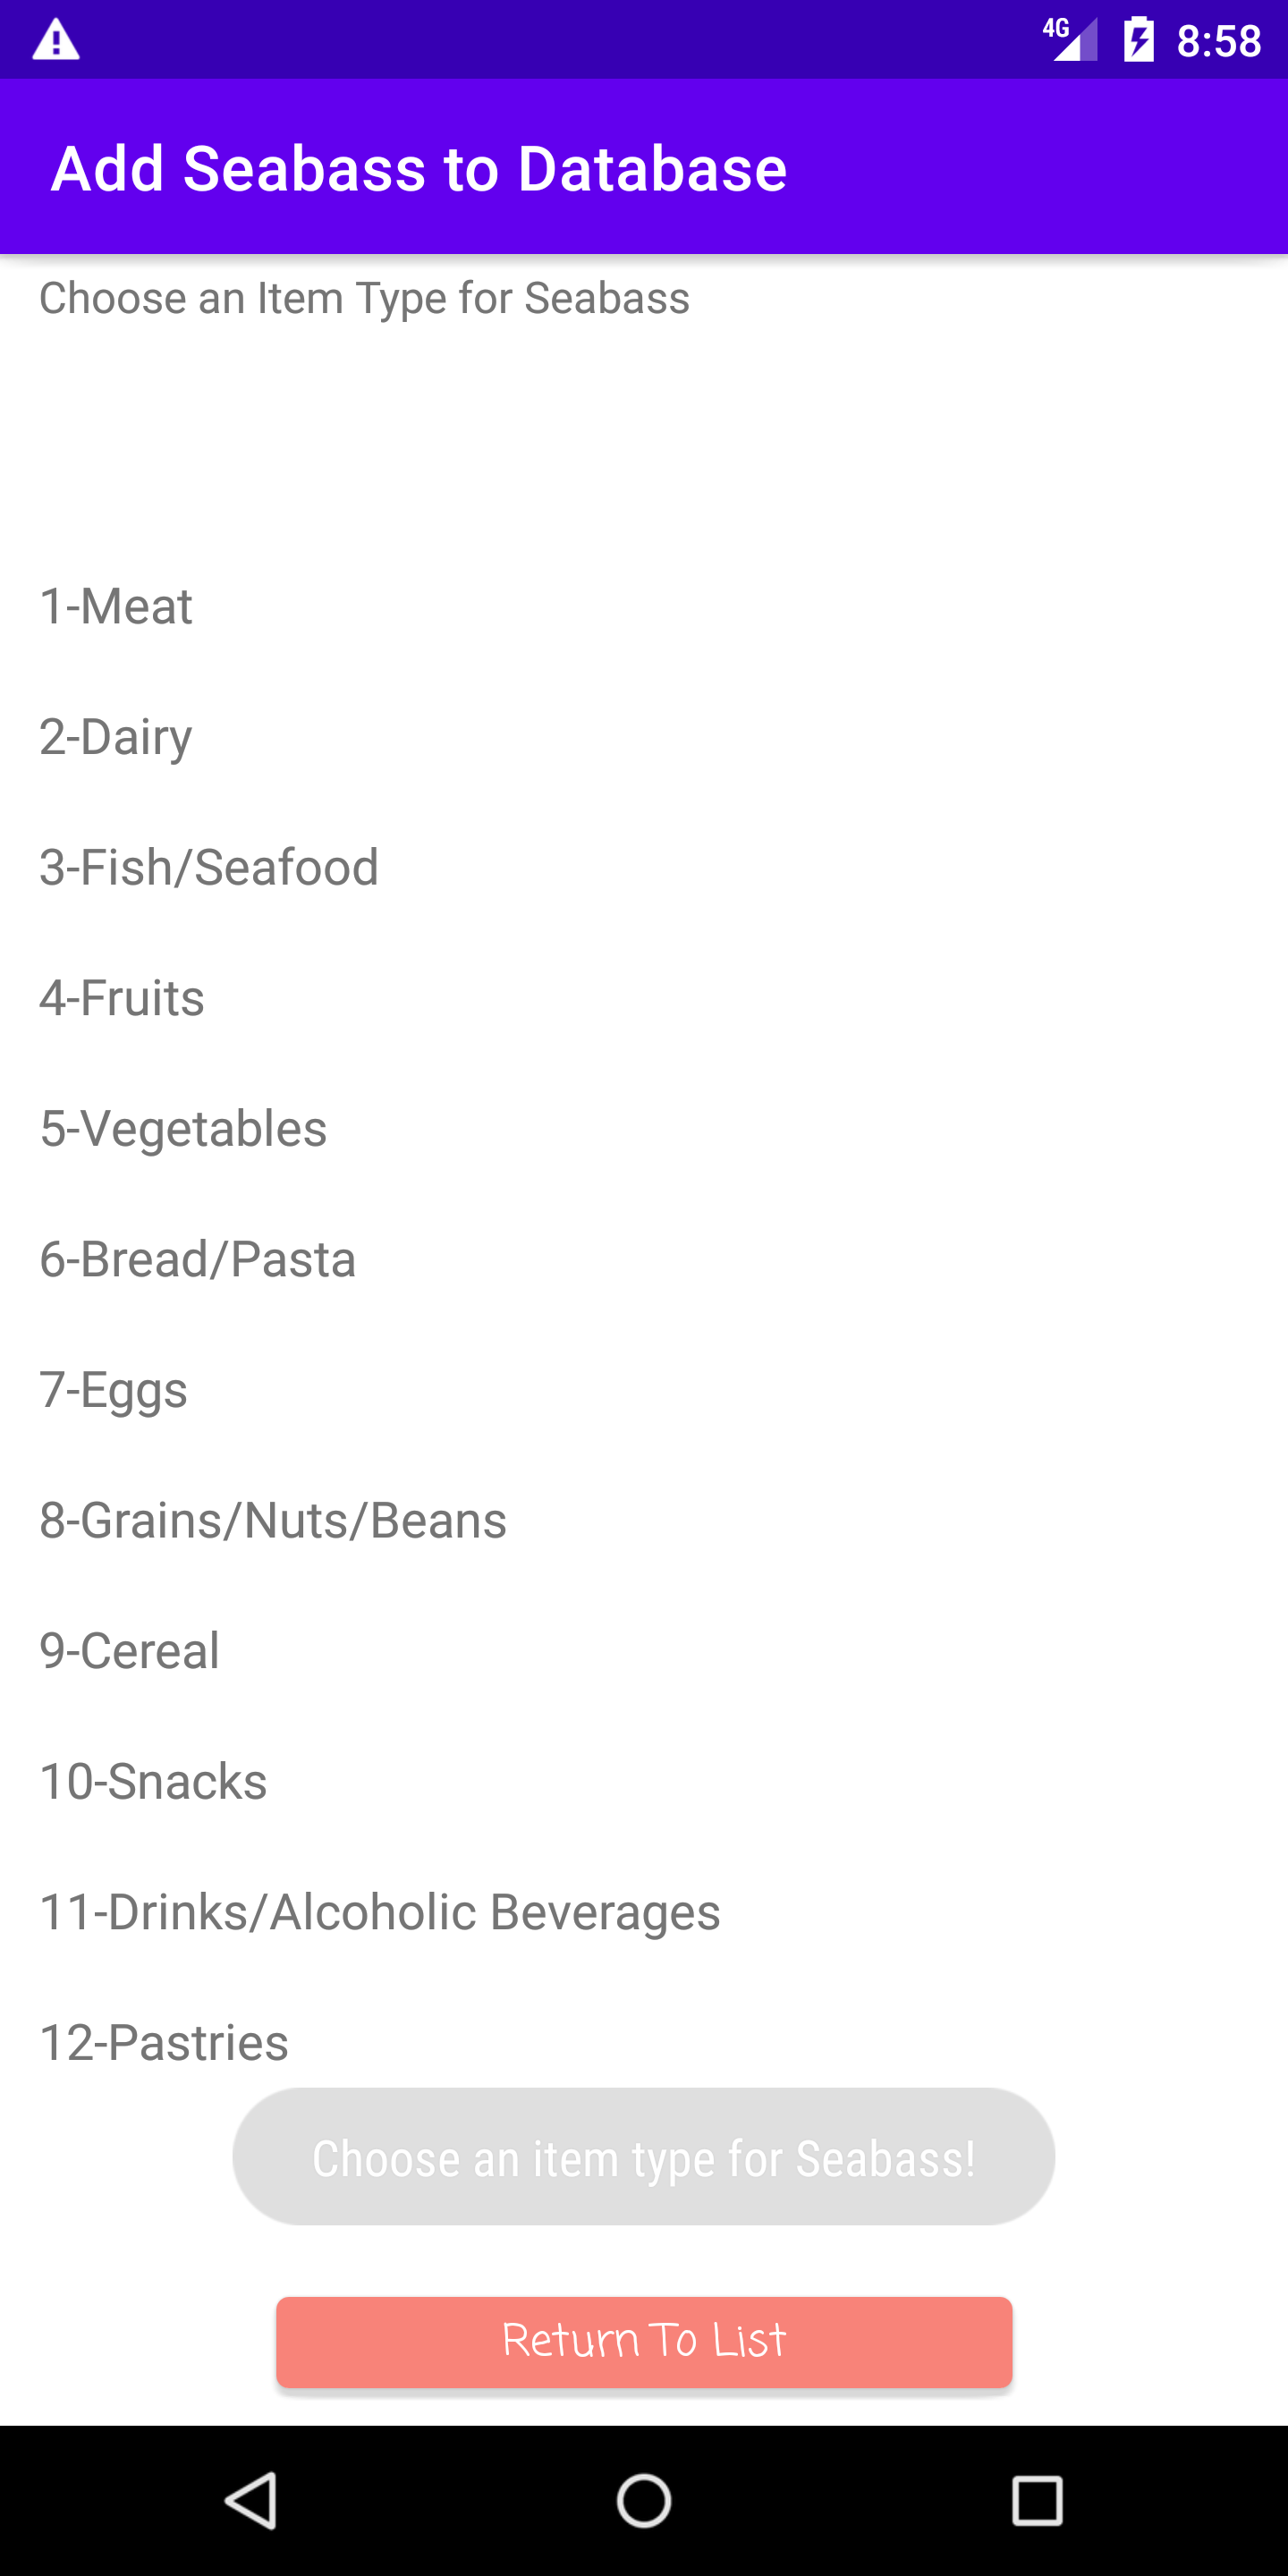 4G 8:58
Add Seabass to Database
Choose an Item Type for Seabass
1-Meat
2-Dairy
3-Fish/Seafood
4-Fruits
5-Vegetables
6-Bread/Pasta
7-Eggs
8-Grains/Nuts/Beans
9-Cereal
10-Snacks
11-Drinks/Alcoholic Beverages
12-Pastries
Choose an item type for Seabass!
Return To List